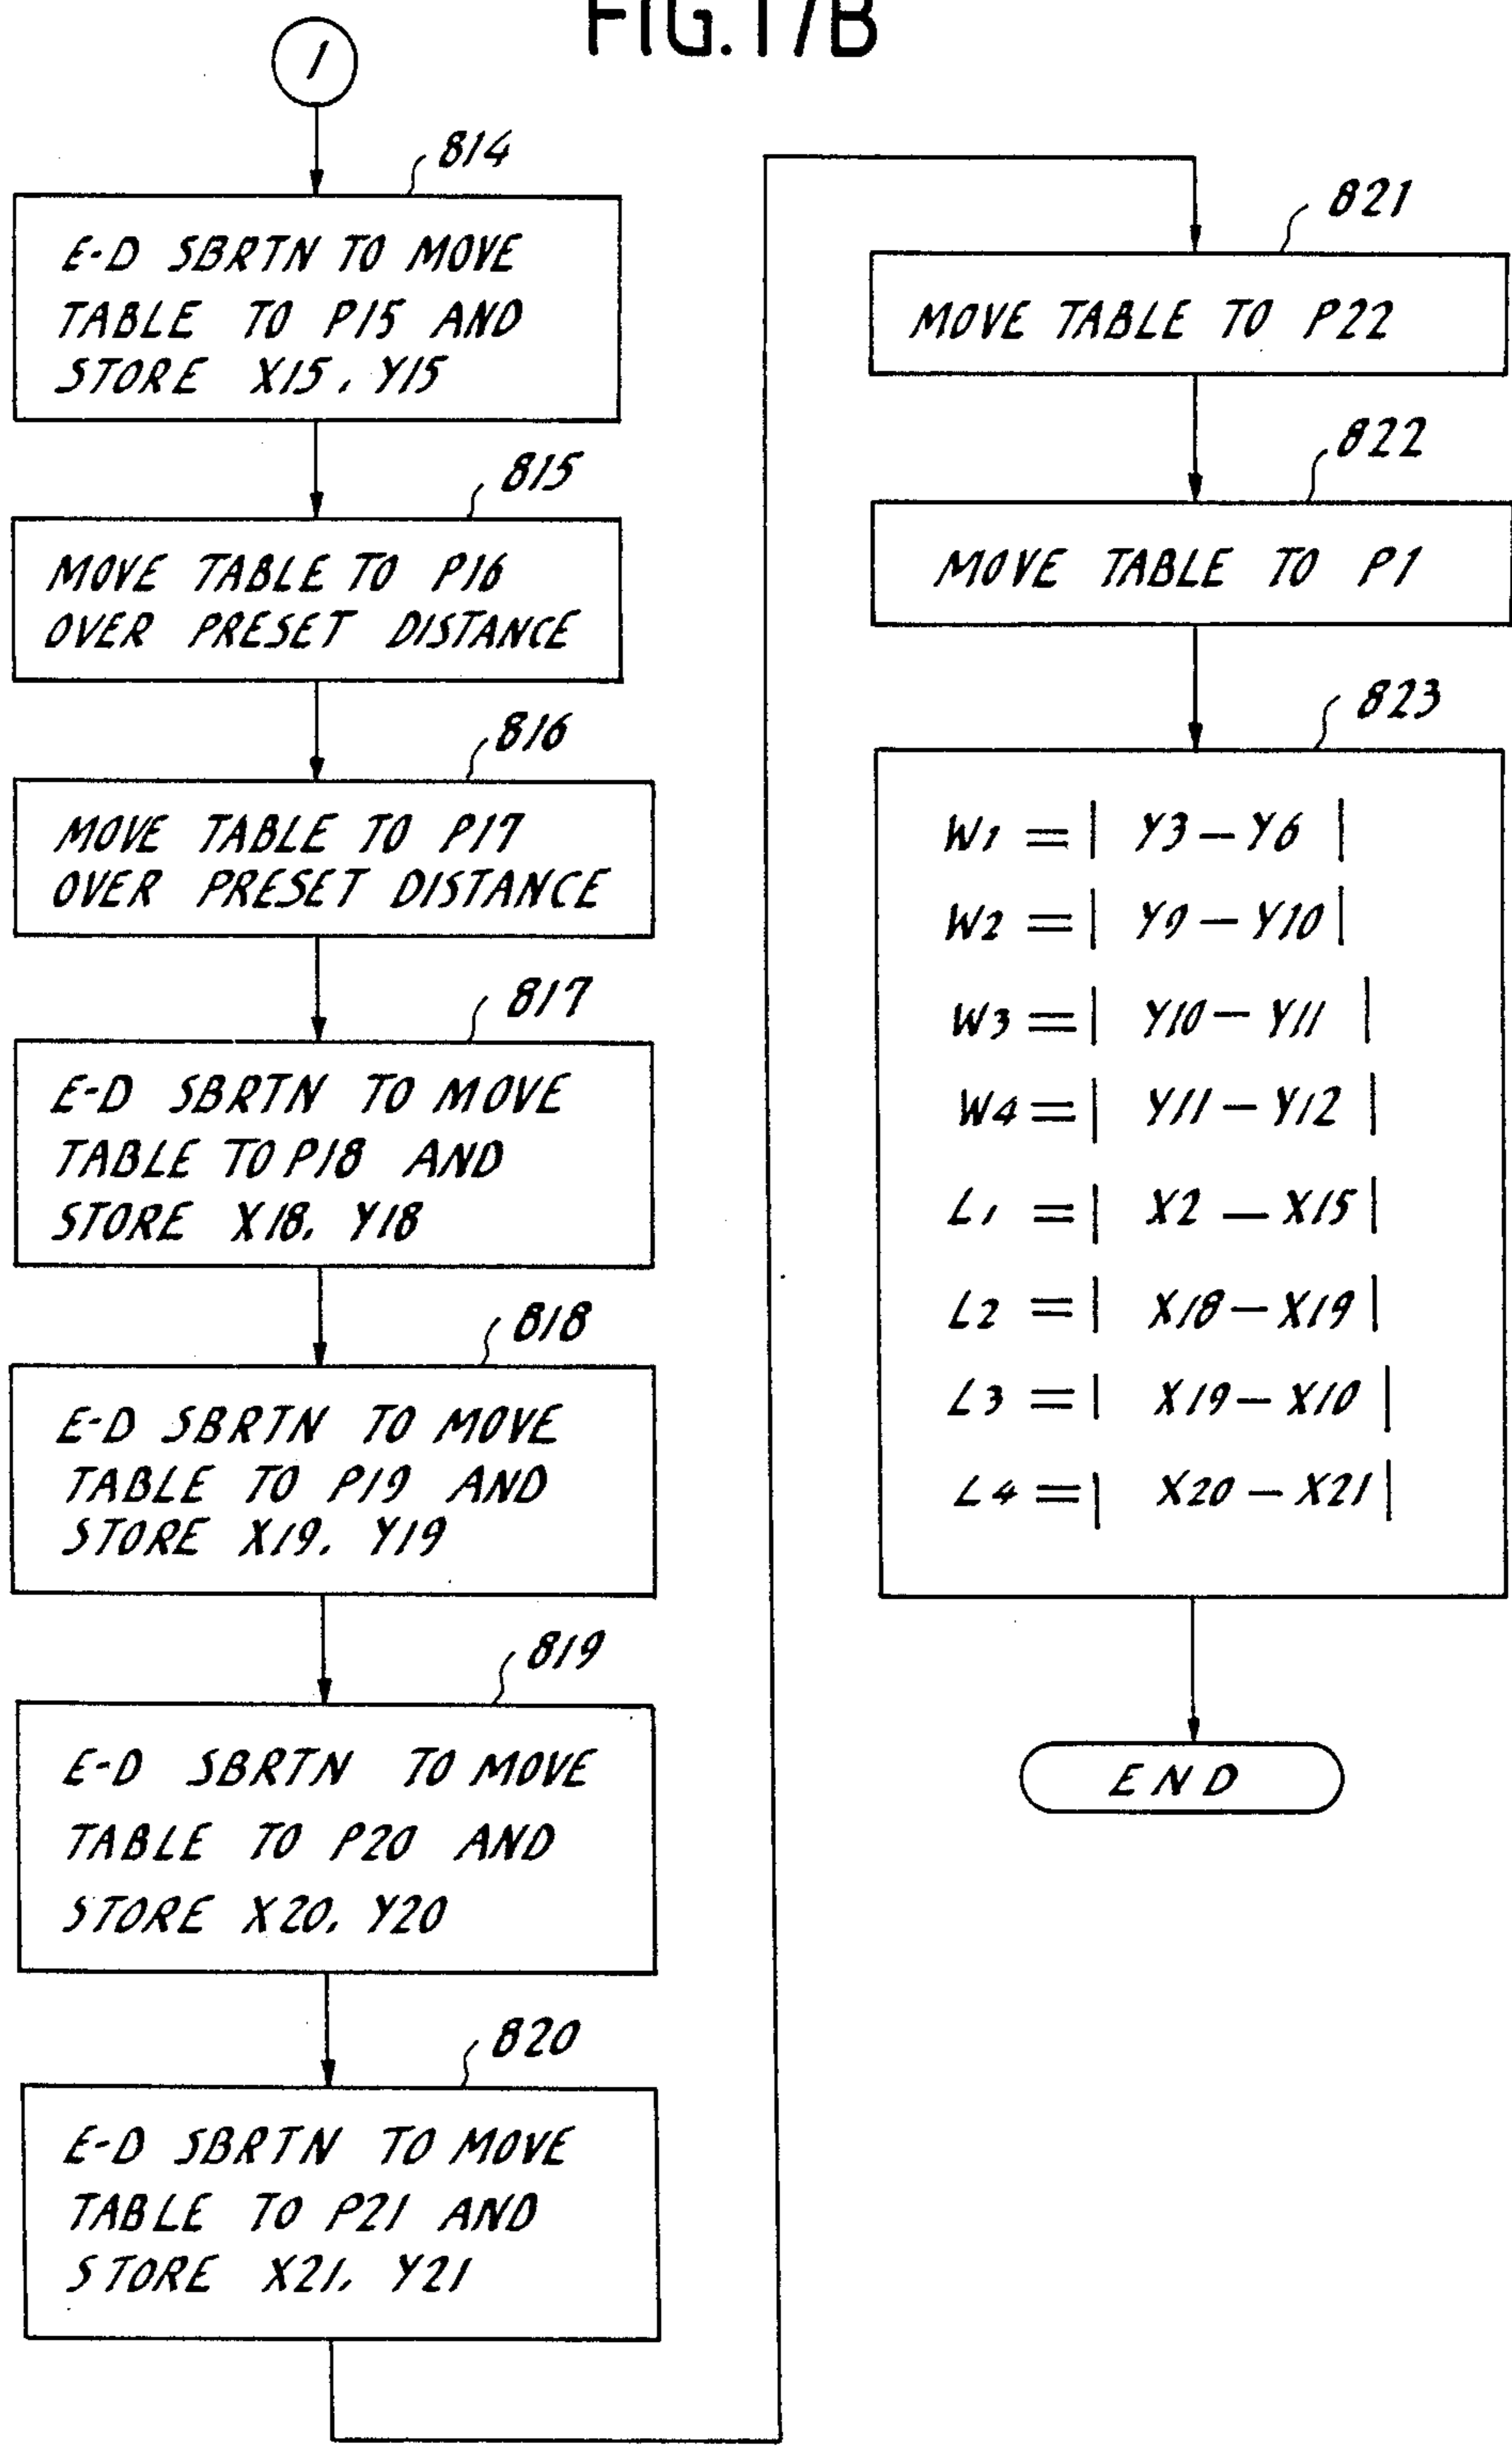 FIG. 17B
1
814
E-D SBRTN TO MOVE
TABLE TO P15 AND
STORE X15, Y15
815
MOVE TABLE TO P16
OVER PRESET DISTANCE
816
MOVE TABLE TO P17
OVER PRESET DISTANCE
817
E-D SBRTN TO MOVE
TABLE TO P18 AND
STORE X18, Y18
818
E-D SBRTN TO MOVE
TABLE TO P19 AND
STORE X19, Y19
819
E-D SBRTN TO MOVE
TABLE TO P20 AND
STORE X20, Y20
820
E-D SBRTN TO MOVE
TABLE TO P21 AND
STORE X21, Y21
821
MOVE TABLE TO P22
822
MOVE TABLE TO P1
823
W1 = | Y3 - Y6 |
W2 = | Y9 - Y10 |
W3 = | Y10 - Y11 |
W4 = | Y11 - Y12 |
L1 = | X2 - X15 |
L2 = | X18 - X19 |
L3 = | X19 - X10 |
L4 = | X20 - X21 |
END